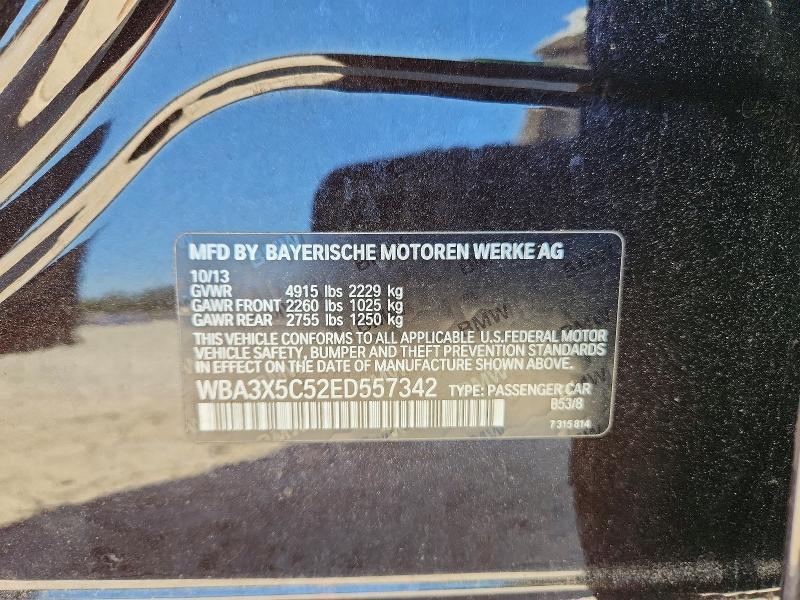 MFD BY BAYERISCHE MOTOREN WERKE AG
10/13
GVWR 4915 lbs 2229 kg
GAWR FRONT 2260 lbs 1025 kg
GAWR REAR 2755 lbs 1250 kg
THIS VEHICLE CONFORMS TO ALL APPLICABLE U.S.FEDERAL MOTOR
VEHICLE SAFETY, BUMPER AND THEFT PREVENTION STANDARDS
IN EFFECT ON THE DATE OF MANUFACTURE SHOWN ABOVE.
WBA3X5C52ED557342 TYPE: PASSENGER CAR
B53/8
7 315 814